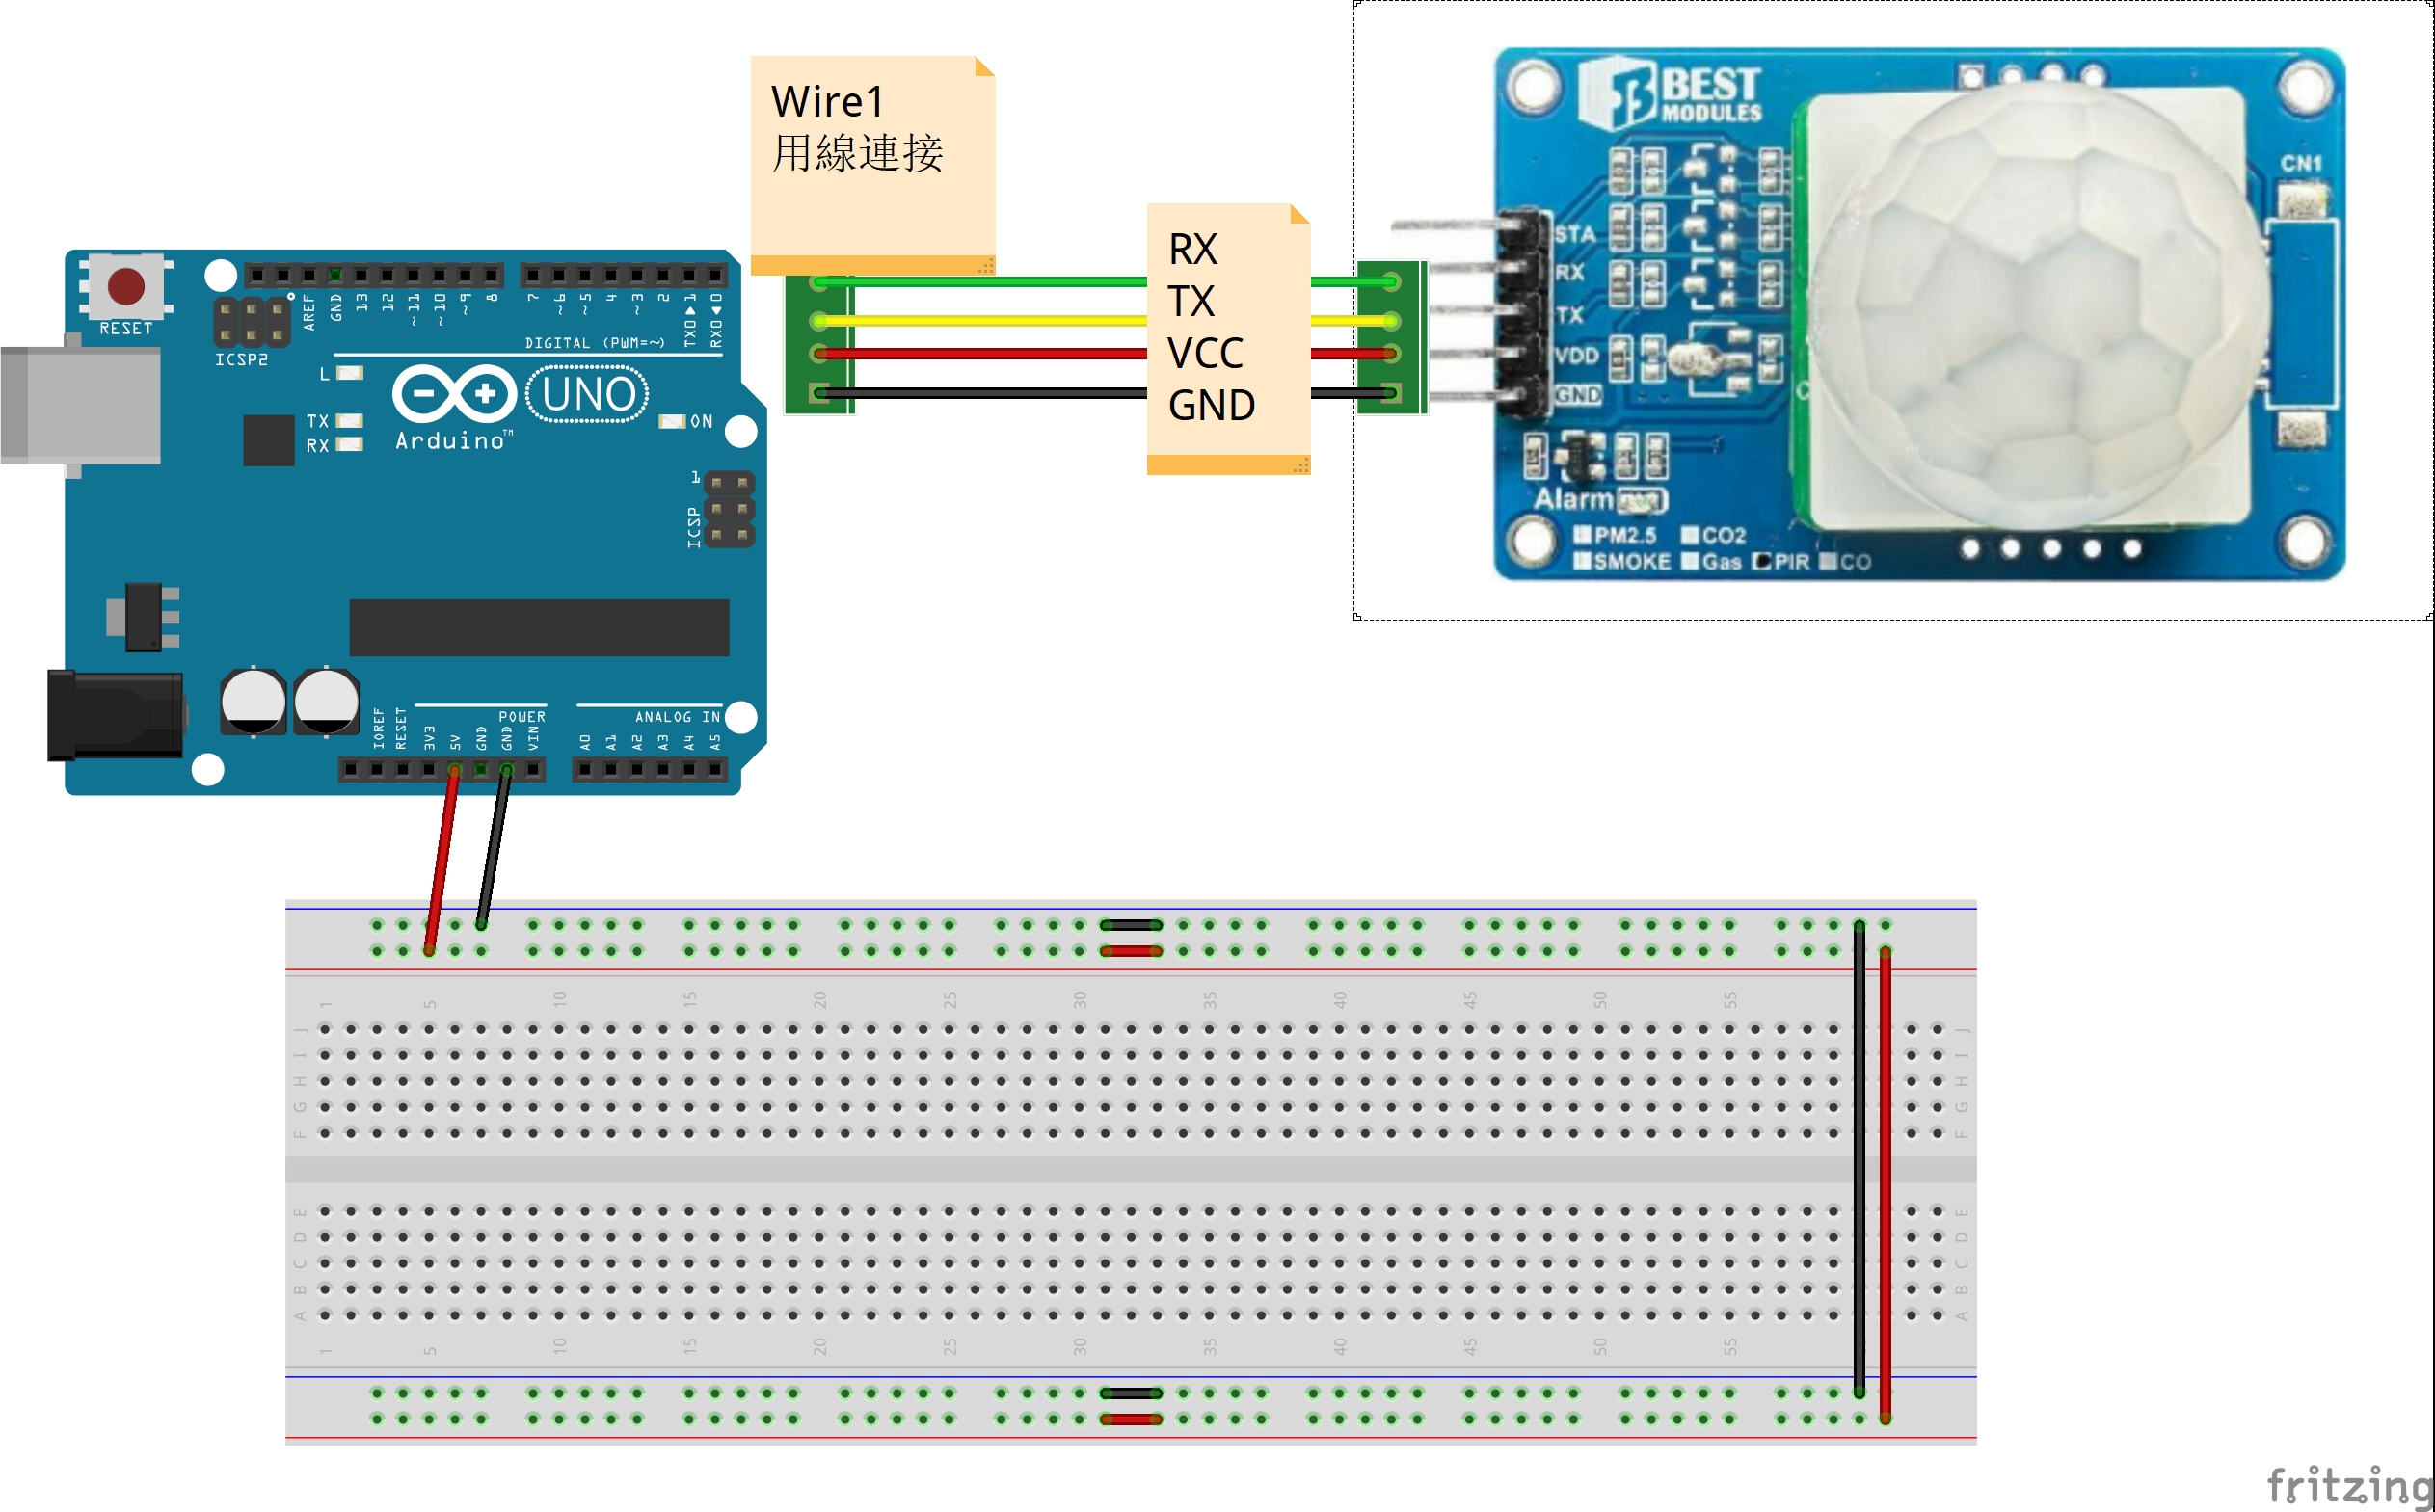 Wire1
用線連接
RX
TX
VCC
GND
BEST
MODULES
CN1
STA
RX
TX
VDD
GND
Alarm
PM2.5 CO2
SMOKE Gas PIR CO
RESET
ICSP2
AREF
GND
13
12
~11
~10
~9
8
7
~6
~5
4
~3
2
TX0▶1
RX0◀0
DIGITAL (PWM=~)
L
TX
RX
UNO
Arduino™
ON
1
ICSP
IOREF
RESET
3V3
5V
GND
GND
VIN
POWER
A0
A1
A2
A3
A4
A5
ANALOG IN
1 5 10 15 20 25 30 35 40 45 50 55
J J
I I
H H
G G
F F
E E
D D
C C
B B
A A
1 5 10 15 20 25 30 35 40 45 50 55
fritzing